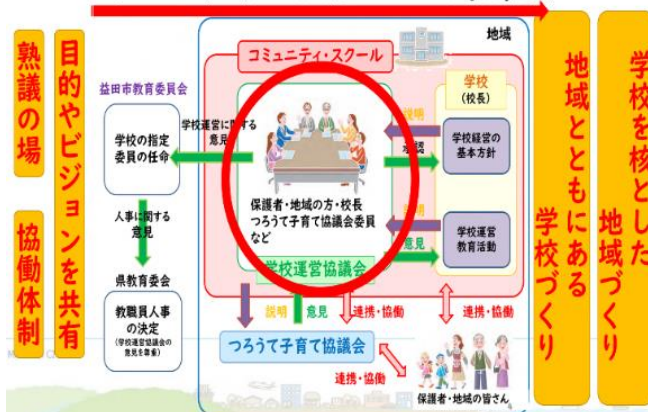 熟議の場
協働体制
目的やビジョンを共有
益田市教育委員会
学校の指定
委員の任命
人事に関する
意見
県教育委会
教職員人事
の決定
(学校運営協議会の
意見を尊重)
学校運営に関する
意見
地域
コミュニティ・スクール
保護者・地域の方・校長
つろうて子育て協議会委員
など
学校運営協議会
学校
(校長)
説明
承認
学校経営の
基本方針
説明
意見
学校運営
教育活動
説明
意見
連携・協働
連携・協働
つろうて子育て協議会
連携・協働
保護者・地域の皆さん
地域とともにある
学校づくり
学校を核とした
地域づくり